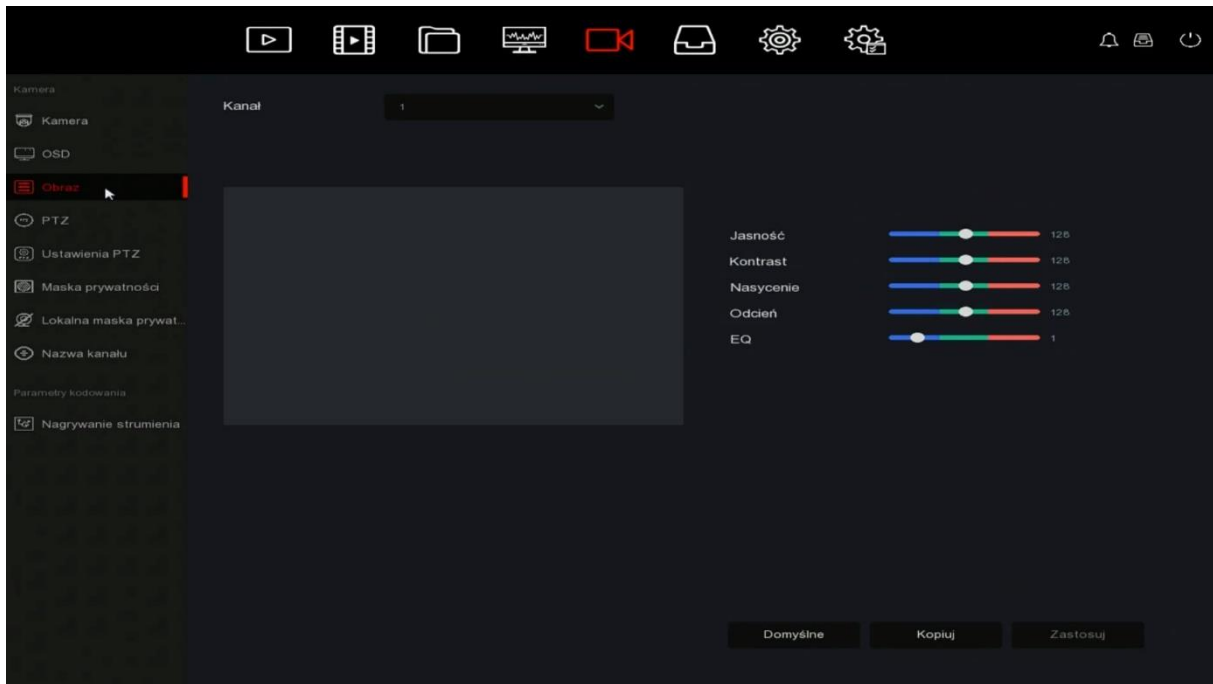 Kamera
Kamera
OSD
Obraz
PTZ
Ustawienia PTZ
Maska prywatności
Lokalna maska prywat...
Nazwa kanału
Parametry kodowania
Nagrywanie strumienia
Kanał 1
Jasność 128
Kontrast 128
Nasycenie 128
Odcień 128
EQ 1
Domyślne Kopiuj Zastosuj